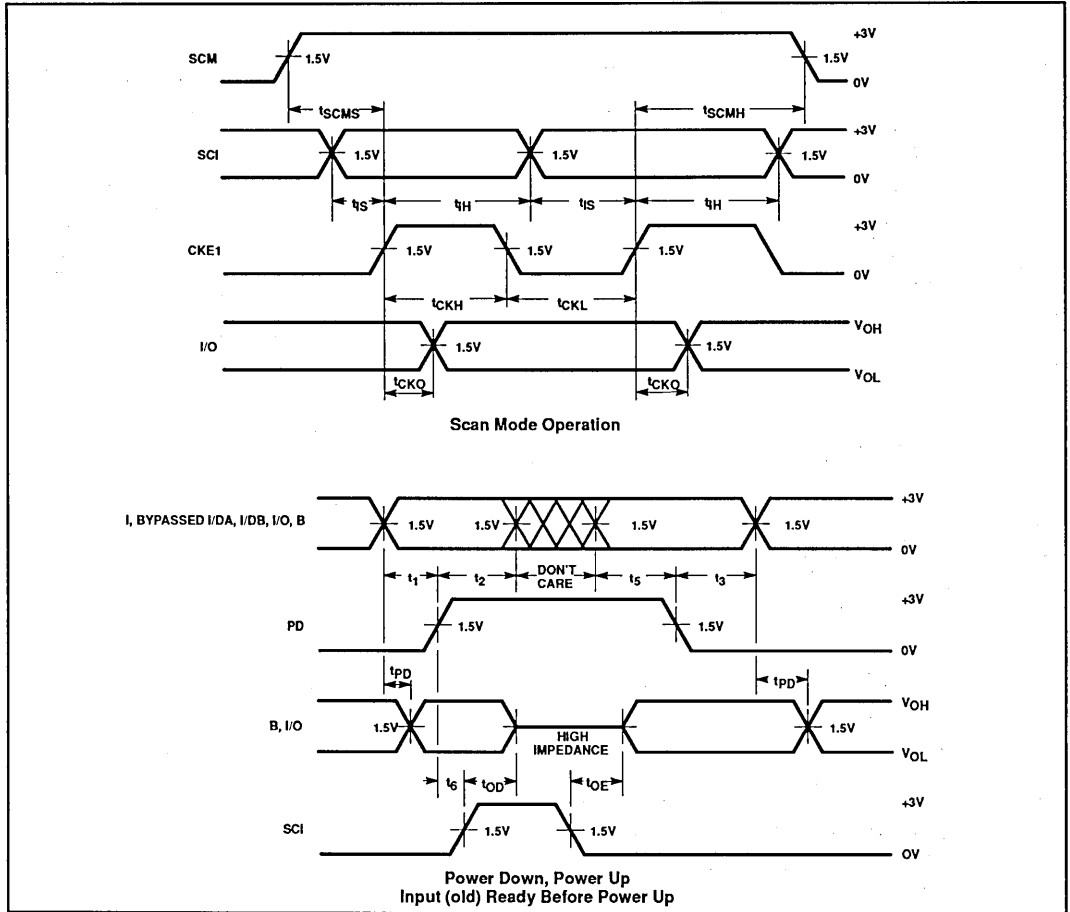 +3V
SCM
1.5V
1.5V
0V
tSCMS
tSCMH
+3V
SCI
1.5V
1.5V
1.5V
0V
tIS
tIH
tIS
tIH
+3V
CKE1
1.5V
1.5V
1.5V
0V
tCKH
tCKL
VOH
I/O
1.5V
1.5V
VOL
tCKO
tCKO
Scan Mode Operation
+3V
I, BYPASSED I/DA, I/DB, I/O, B
1.5V
1.5V
1.5V
1.5V
0V
t1
t2
DON'T
CARE
t5
t3
+3V
PD
1.5V
1.5V
0V
tPD
tPD
VOH
B, I/O
1.5V
HIGH
IMPEDANCE
1.5V
VOL
t6
tOD
tOE
+3V
SCI
1.5V
1.5V
0V
Power Down, Power Up
Input (old) Ready Before Power Up